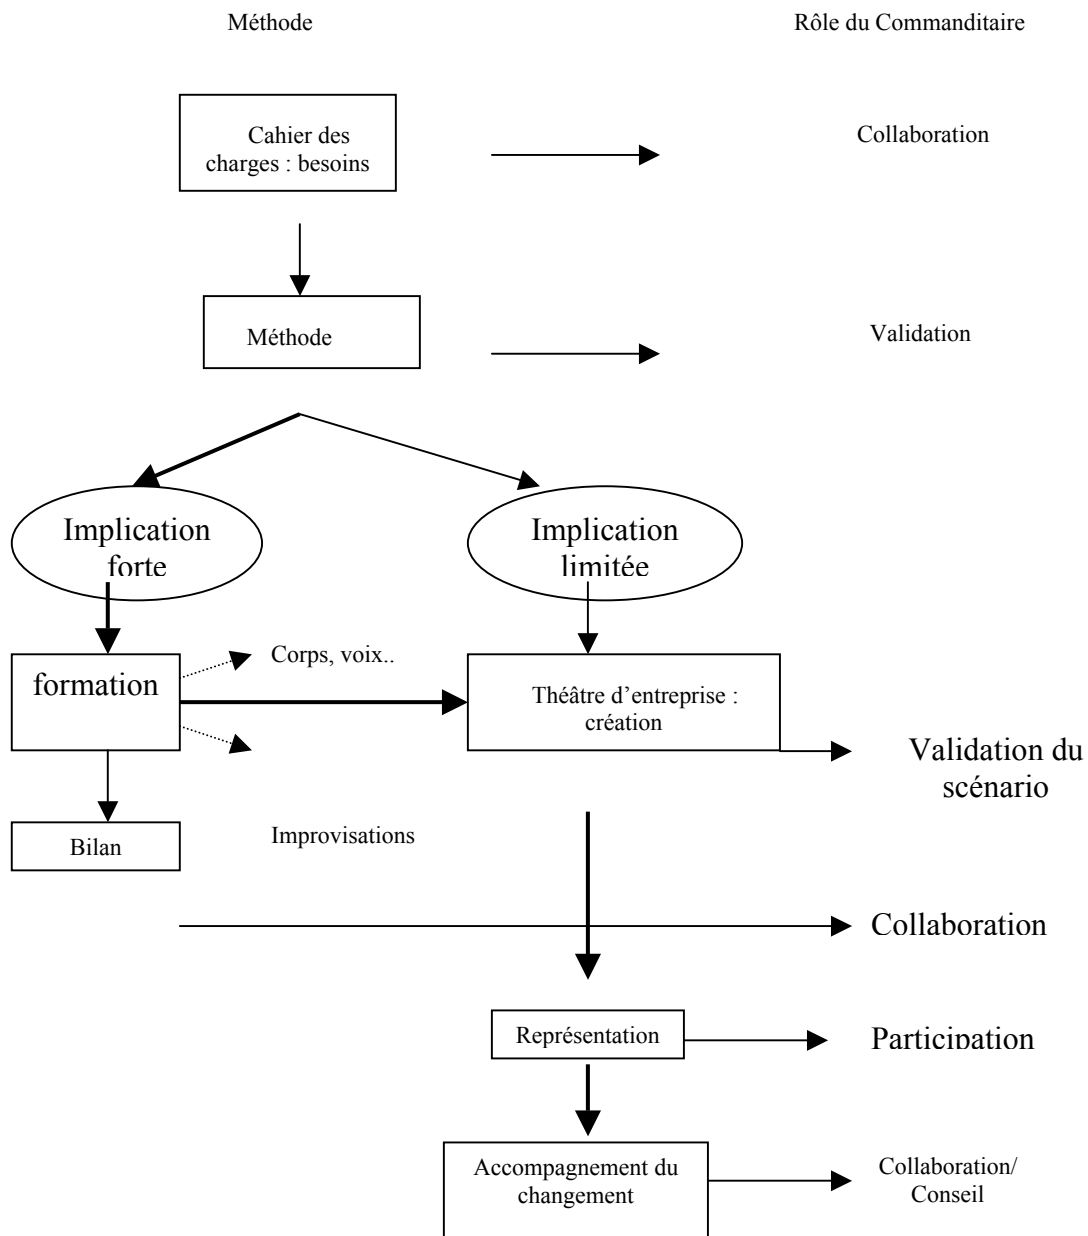 Méthode
Rôle du Commanditaire
Cahier des
charges : besoins
Collaboration
Méthode
Validation
Implication
forte
Implication
limitée
formation
Corps, voix..
Théâtre d’entreprise :
création
Validation du
scénario
Bilan
Improvisations
Collaboration
Représentation
Participation
Accompagnement du
changement
Collaboration/
Conseil